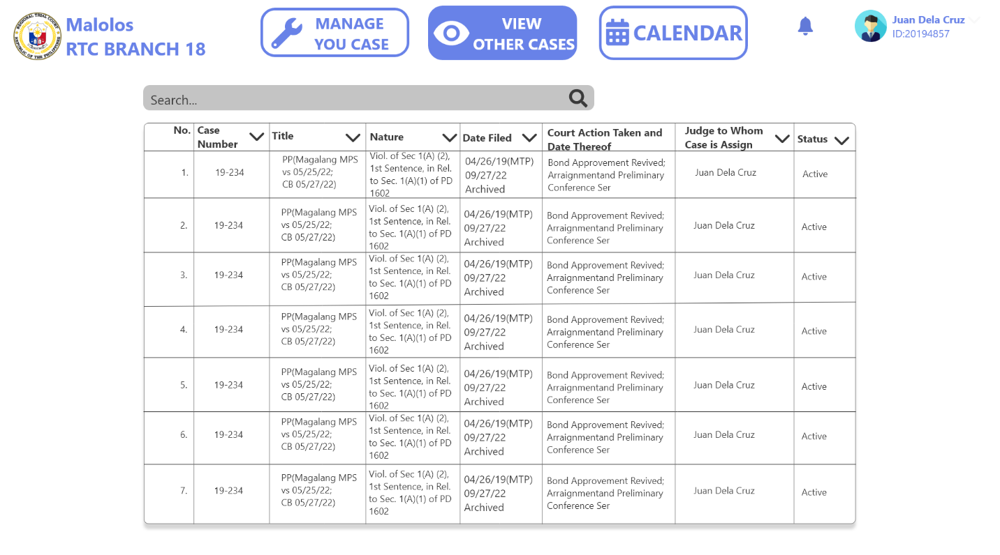 REGIONAL TRIAL COURT
REPUBLIC OF THE PHILIPPINES
Malolos
RTC BRANCH 18
MANAGE
YOU CASE
VIEW
OTHER CASES
CALENDAR
Juan Dela Cruz
ID:20194857
Search...
No.
Case
Number
Title
Nature
Date Filed
Court Action Taken and
Date Thereof
Judge to Whom
Case is Assign
Status
1.
19-234
PP(Magalang MPS
vs 05/25/22;
CB 05/27/22)
Viol. of Sec 1(A) (2),
1st Sentence, in Rel.
to Sec. 1(A)(1) of PD
1602
04/26/19(MTP)
09/27/22
Archived
Bond Approvement Revived;
Arraignmentand Preliminary
Conference Ser
Juan Dela Cruz
Active
2.
19-234
PP(Magalang MPS
vs 05/25/22;
CB 05/27/22)
Viol. of Sec 1(A) (2),
1st Sentence, in Rel.
to Sec. 1(A)(1) of PD
1602
04/26/19(MTP)
09/27/22
Archived
Bond Approvement Revived;
Arraignmentand Preliminary
Conference Ser
Juan Dela Cruz
Active
3.
19-234
PP(Magalang MPS
vs 05/25/22;
CB 05/27/22)
Viol. of Sec 1(A) (2),
1st Sentence, in Rel.
to Sec. 1(A)(1) of PD
1602
04/26/19(MTP)
09/27/22
Archived
Bond Approvement Revived;
Arraignmentand Preliminary
Conference Ser
Juan Dela Cruz
Active
4.
19-234
PP(Magalang MPS
vs 05/25/22;
CB 05/27/22)
Viol. of Sec 1(A) (2),
1st Sentence, in Rel.
to Sec. 1(A)(1) of PD
1602
04/26/19(MTP)
09/27/22
Archived
Bond Approvement Revived;
Arraignmentand Preliminary
Conference Ser
Juan Dela Cruz
Active
5.
19-234
PP(Magalang MPS
vs 05/25/22;
CB 05/27/22)
Viol. of Sec 1(A) (2),
1st Sentence, in Rel.
to Sec. 1(A)(1) of PD
1602
04/26/19(MTP)
09/27/22
Archived
Bond Approvement Revived;
Arraignmentand Preliminary
Conference Ser
Juan Dela Cruz
Active
6.
19-234
PP(Magalang MPS
vs 05/25/22;
CB 05/27/22)
Viol. of Sec 1(A) (2),
1st Sentence, in Rel.
to Sec. 1(A)(1) of PD
1602
04/26/19(MTP)
09/27/22
Archived
Bond Approvement Revived;
Arraignmentand Preliminary
Conference Ser
Juan Dela Cruz
Active
7.
19-234
PP(Magalang MPS
vs 05/25/22;
CB 05/27/22)
Viol. of Sec 1(A) (2),
1st Sentence, in Rel.
to Sec. 1(A)(1) of PD
1602
04/26/19(MTP)
09/27/22
Archived
Bond Approvement Revived;
Arraignmentand Preliminary
Conference Ser
Juan Dela Cruz
Active